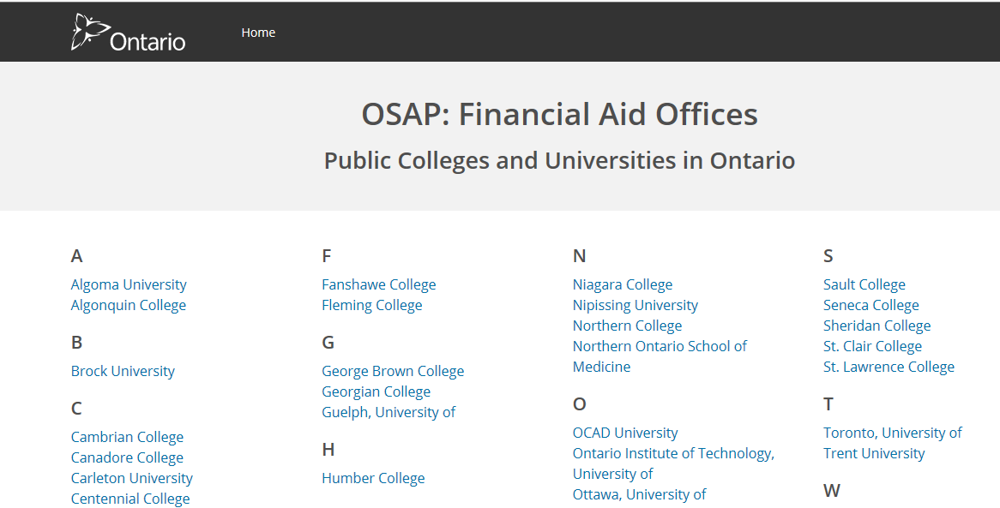 Ontario
Home
OSAP: Financial Aid Offices
Public Colleges and Universities in Ontario
A
Algoma University
Algonquin College
B
Brock University
C
Cambrian College
Canadore College
Carleton University
Centennial College
F
Fanshawe College
Fleming College
G
George Brown College
Georgian College
Guelph, University of
H
Humber College
N
Niagara College
Nipissing University
Northern College
Northern Ontario School of
Medicine
O
OCAD University
Ontario Institute of Technology,
University of
Ottawa, University of
S
Sault College
Seneca College
Sheridan College
St. Clair College
St. Lawrence College
T
Toronto, University of
Trent University
W